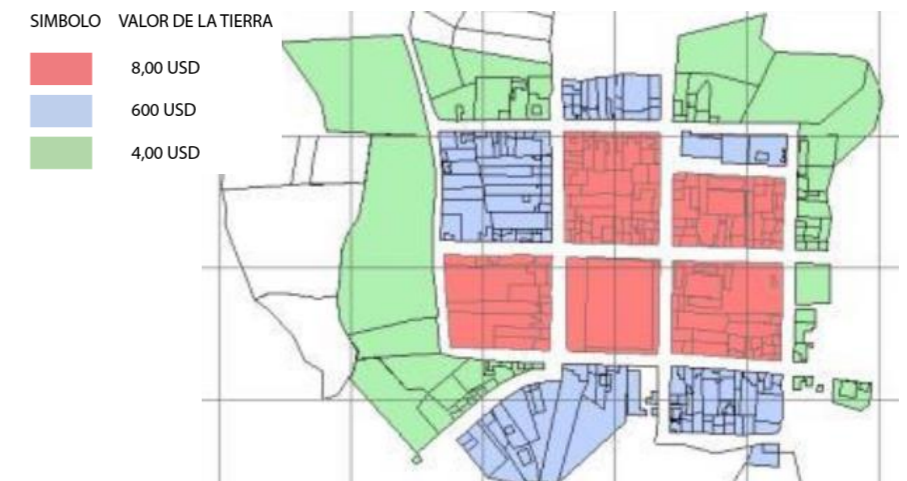 SIMBOLO VALOR DE LA TIERRA
8,00 USD
600 USD
4,00 USD